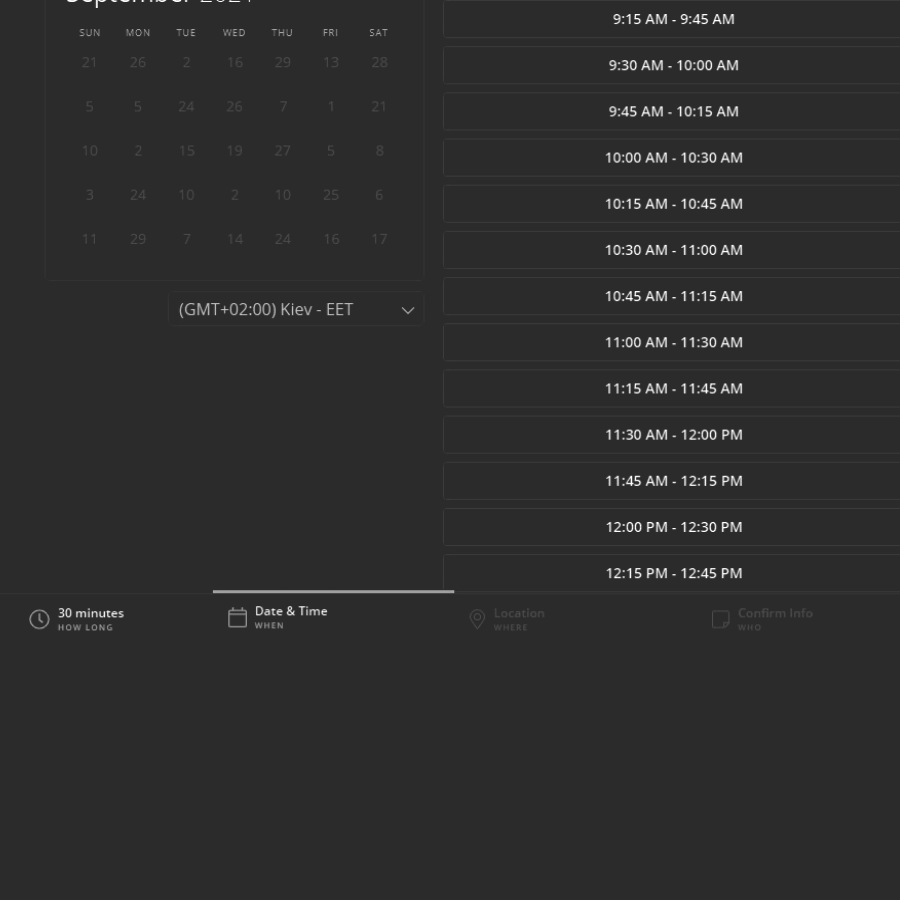 SUN MON TUE WED THU FRI SAT
21 26 2 16 29 13 28
5 5 24 26 7 1 21
10 2 15 19 27 5 8
3 24 10 2 10 25 6
11 29 7 14 24 16 17
(GMT+02:00) Kiev - EET
9:15 AM - 9:45 AM
9:30 AM - 10:00 AM
9:45 AM - 10:15 AM
10:00 AM - 10:30 AM
10:15 AM - 10:45 AM
10:30 AM - 11:00 AM
10:45 AM - 11:15 AM
11:00 AM - 11:30 AM
11:15 AM - 11:45 AM
11:30 AM - 12:00 PM
11:45 AM - 12:15 PM
12:00 PM - 12:30 PM
12:15 PM - 12:45 PM
30 minutes
HOW LONG
Date & Time
WHEN
Location
WHERE
Confirm Info
WHO